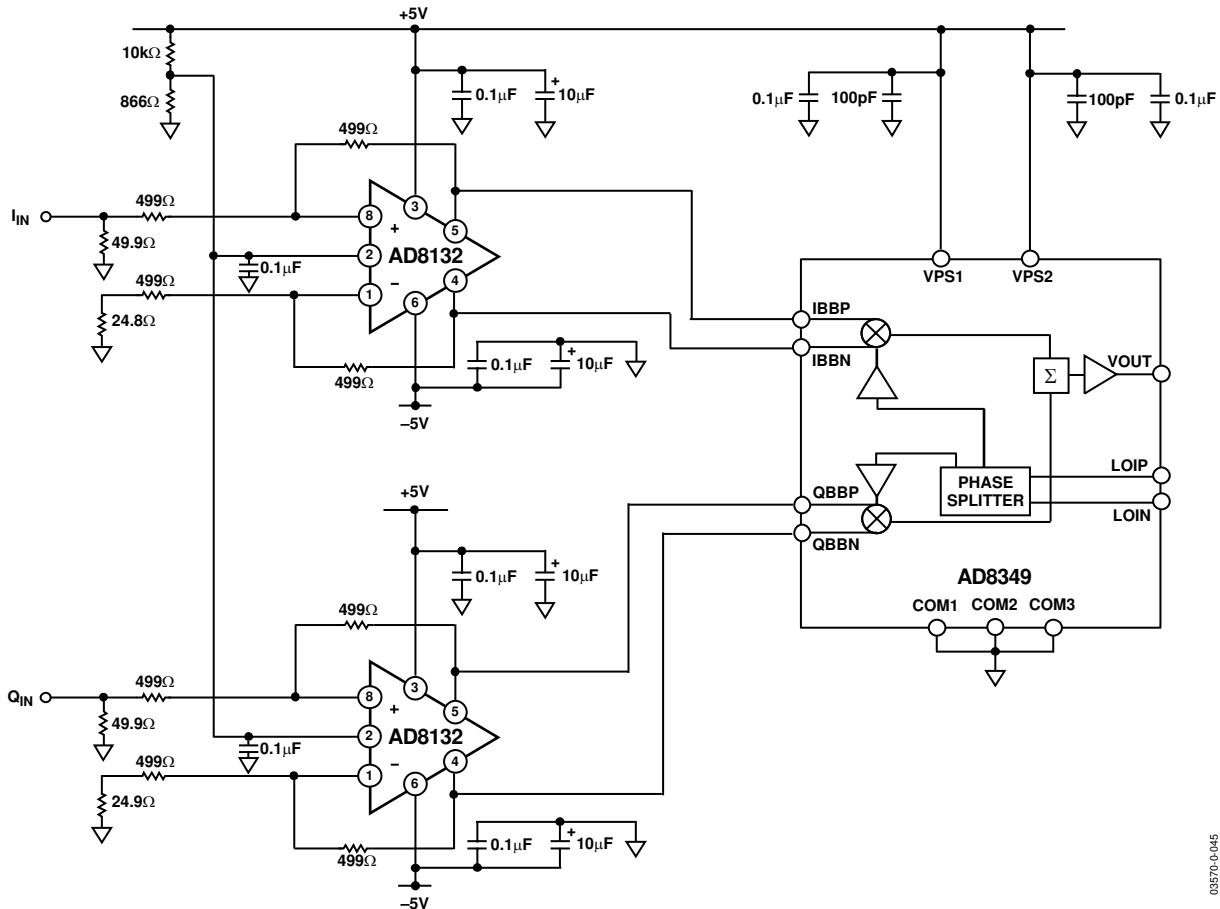 +5V
10kΩ
866Ω
0.1µF
+
10µF
0.1µF
100pF
100pF
0.1µF
499Ω
I_IN
499Ω
49.9Ω
8
+
3
5
2
AD8132
0.1µF
499Ω
24.8Ω
1
−
6
4
499Ω
0.1µF
+
10µF
−5V
VPS1
VPS2
IBBP
IBBN
Σ
VOUT
PHASE
SPLITTER
LOIP
LOIN
QBBP
QBBN
AD8349
COM1
COM2
COM3
+5V
0.1µF
+
10µF
499Ω
Q_IN
499Ω
49.9Ω
8
+
3
5
2
AD8132
0.1µF
499Ω
24.9Ω
1
−
6
4
499Ω
0.1µF
+
10µF
−5V
03570-0-045